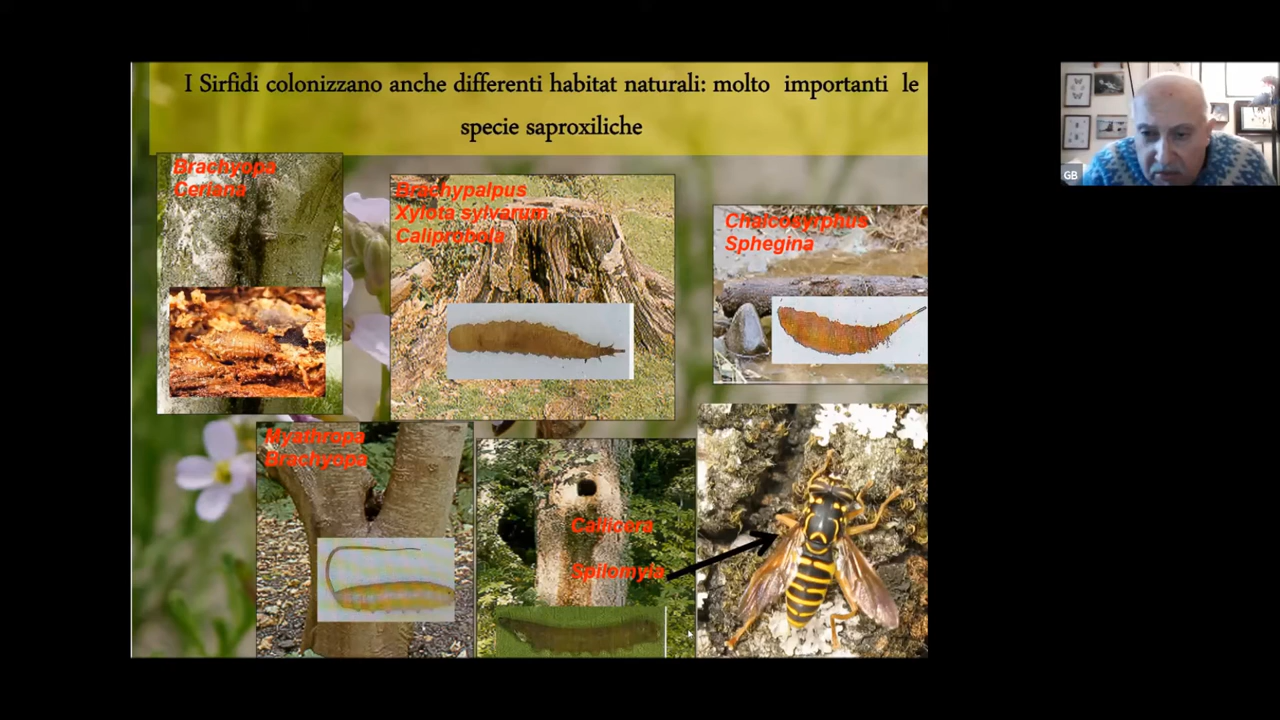 I Sirfidi colonizzano anche differenti habitat naturali: molto importanti le
specie saproxiliche
Brachyopa
Ceriana
Brachypalpus
Xylota sylvarum
Caliprobola
Chalcosyrphus
Sphegina
Myathropa
Brachyopa
Callicera
Spilomyia
GB